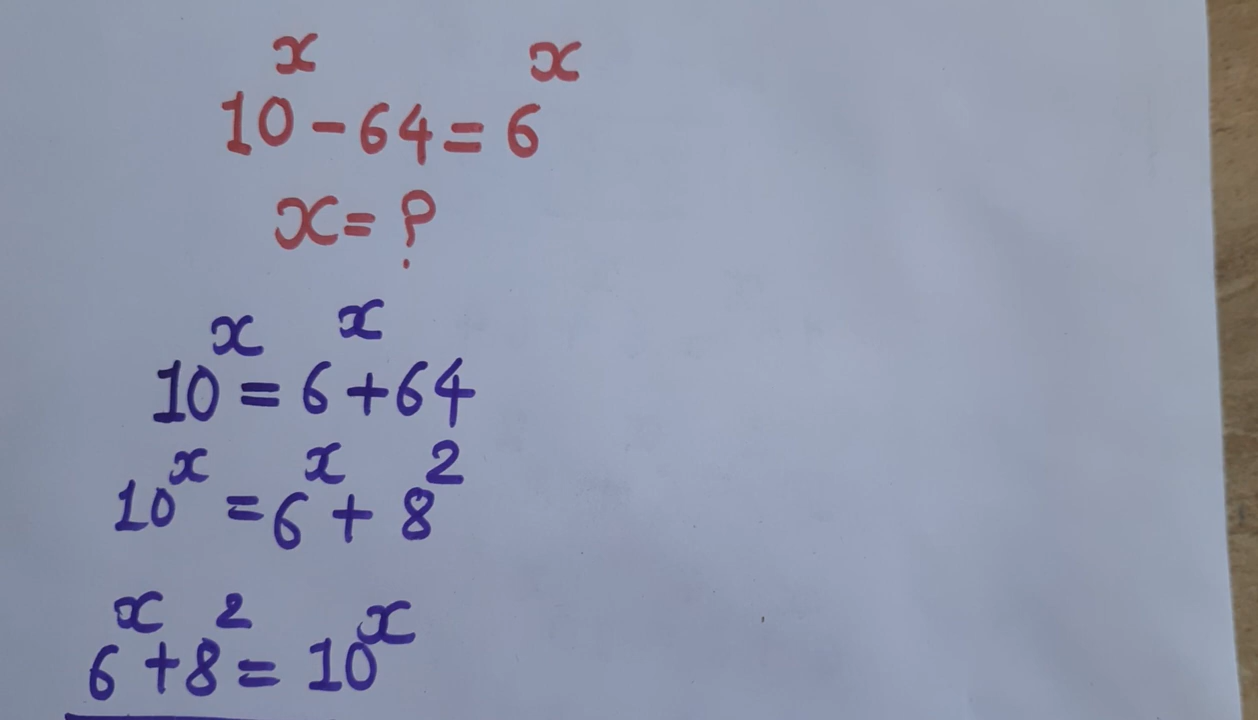 10^x - 64 = 6^x
x = ?
10^x = 6^x + 64
10^x = 6^x + 8^2
6^x + 8^2 = 10^x